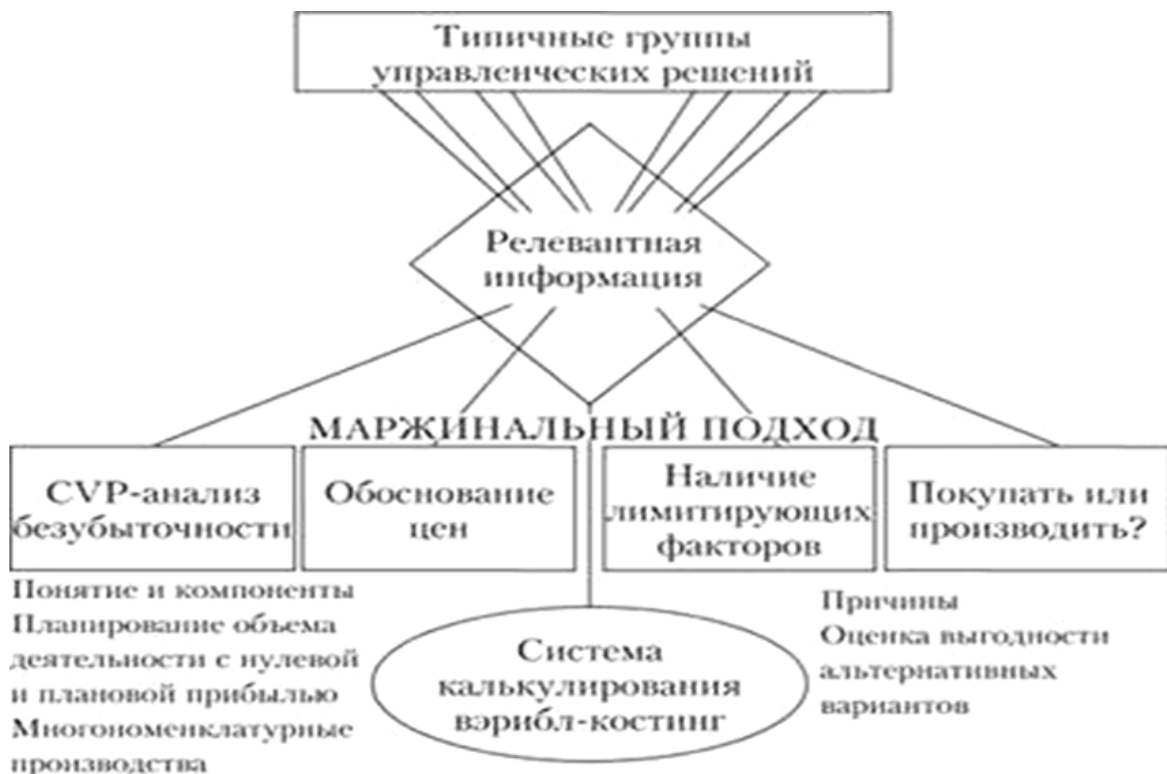 Типичные группы
управленческих решений
Релевантная
информация
МАРЖИНАЛЬНЫЙ ПОДХОД
CVP-анализ
безубыточности
Обоснование
цен
Наличие
лимитирующих
факторов
Покупать или
производить?
Понятие и компоненты
Планирование объема
деятельности с нулевой
и плановой прибылью
Многономенклатурные
производства
Система
калькулирования
вэрибл-костинг
Причины
Оценка выгодности
альтернативных
вариантов